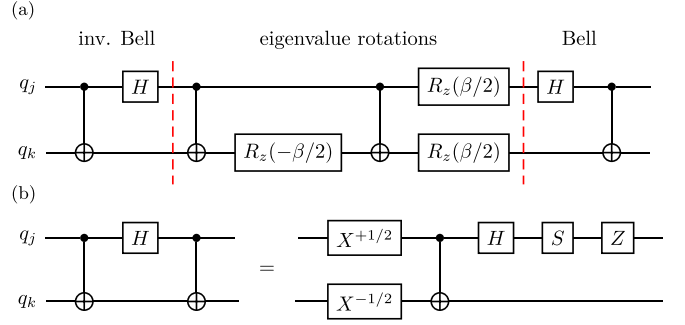 (a)
inv. Bell eigenvalue rotations Bell
q_j H R_z(β/2) H
q_k R_z(−β/2) R_z(β/2)
(b)
q_j H X^{+1/2} H S Z
=
q_k X^{−1/2}